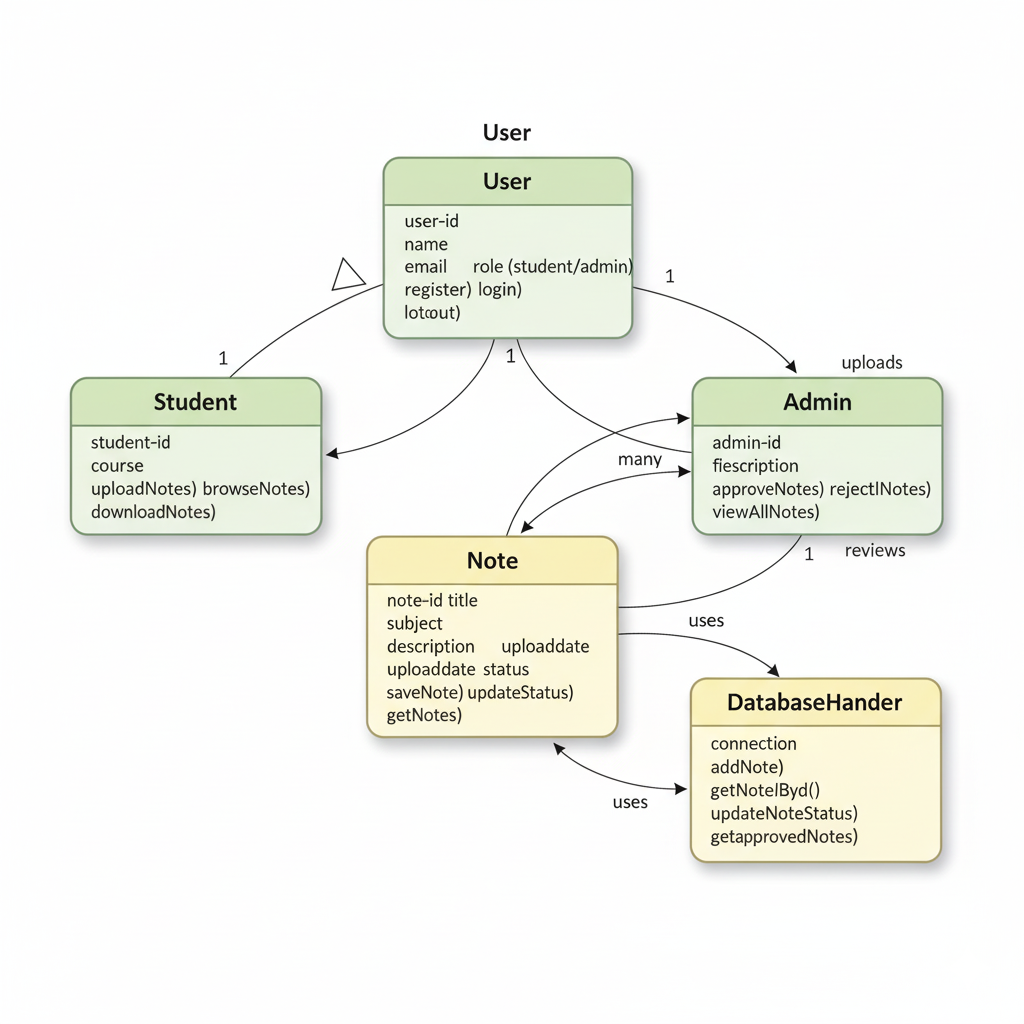 User
User
user-id
name
email role (student/admin)
register) login)
lotout)
1
1
1
uploads
Student
student-id
course
uploadNotes) browseNotes)
downloadNotes)
Admin
admin-id
fiescription
approveNotes) rejectlNotes)
viewAllNotes)
many
1 reviews
Note
note-id title
subject
description uploaddate
uploaddate status
saveNote) updateStatus)
getNotes)
uses
DatabaseHander
connection
addNote)
getNotelByd()
updateNoteStatus)
getapprovedNotes)
uses